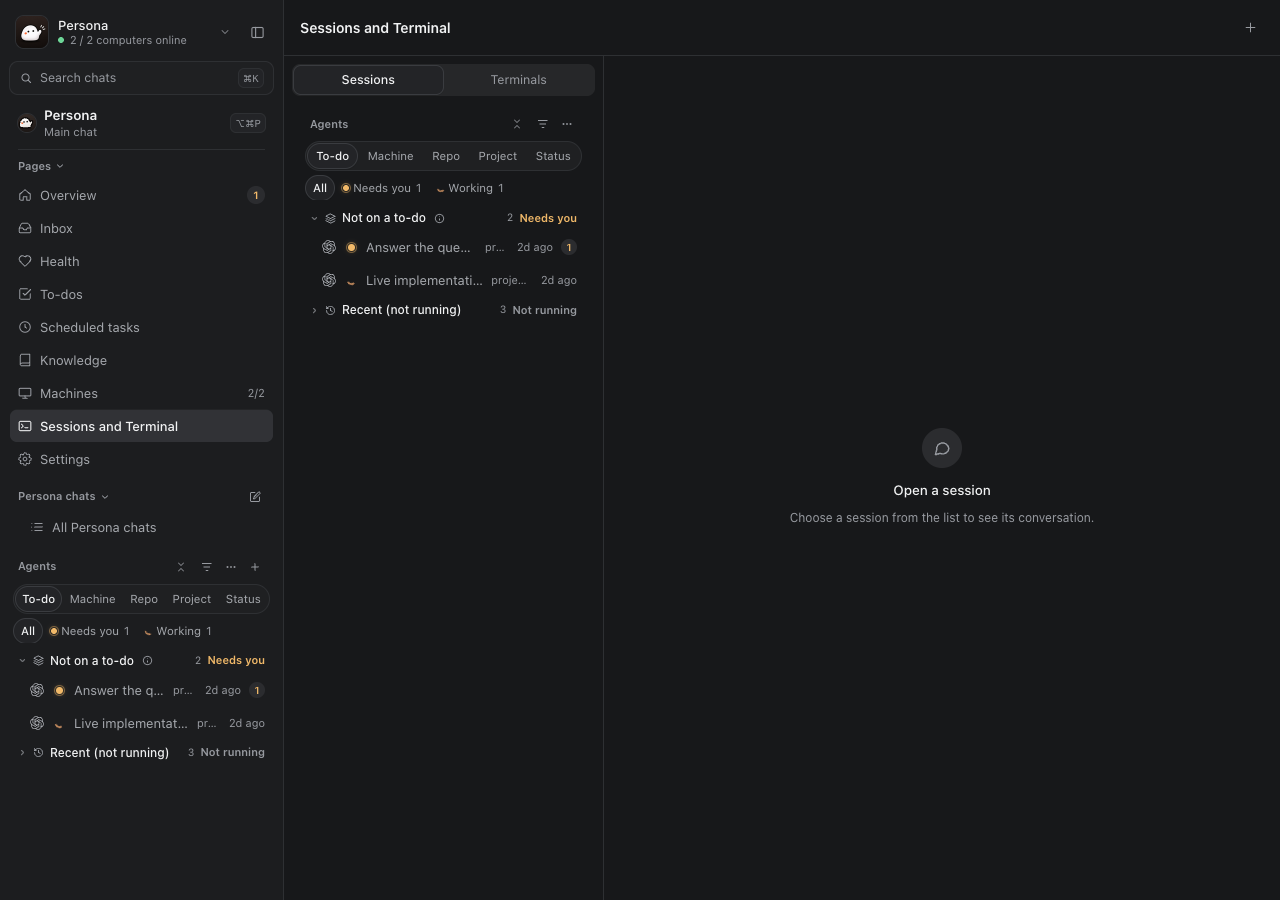 Persona
2 / 2 computers online
Search chats
⌘K
Persona
Main chat
⌥⌘P
Pages
Overview
1
Inbox
Health
To-dos
Scheduled tasks
Knowledge
Machines
2/2
Sessions and Terminal
Settings
Persona chats
All Persona chats
Agents
To-do Machine Repo Project Status
All Needs you 1 Working 1
Not on a to-do 2 Needs you
Answer the q... pr... 2d ago 1
Live implementat... pr... 2d ago
Recent (not running) 3 Not running
Sessions and Terminal
Sessions Terminals
Agents
To-do Machine Repo Project Status
All Needs you 1 Working 1
Not on a to-do 2 Needs you
Answer the que... pr... 2d ago 1
Live implementati... proje... 2d ago
Recent (not running) 3 Not running
Open a session
Choose a session from the list to see its conversation.